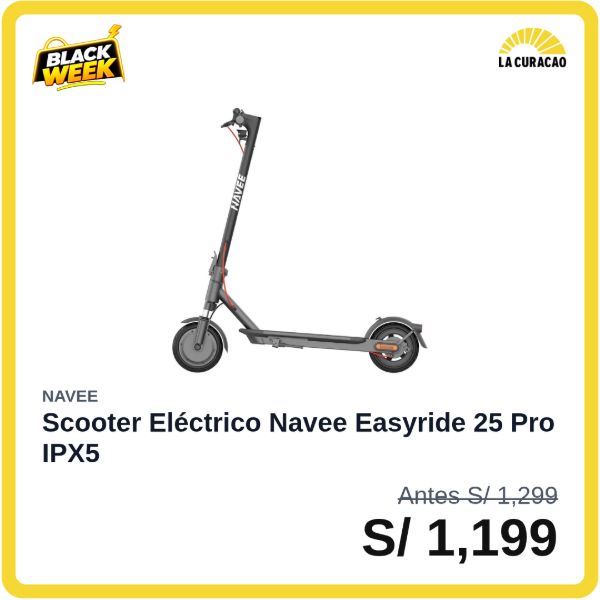 BLACK
WEEK
LA CURACAO
NAVEE
NAVEE
Scooter Eléctrico Navee Easyride 25 Pro
IPX5
Antes S/ 1,299
S/ 1,199